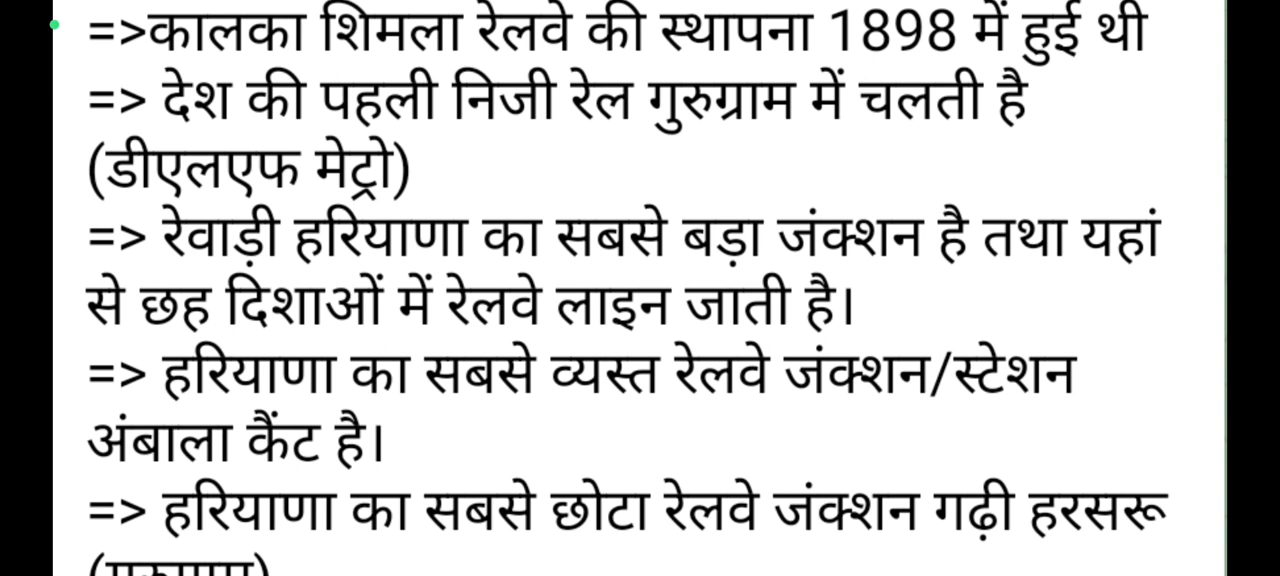 =>कालका शिमला रेलवे की स्थापना 1898 में हुई थी
=> देश की पहली निजी रेल गुरुग्राम में चलती है
(डीएलएफ मेट्रो)
=> रेवाड़ी हरियाणा का सबसे बड़ा जंक्शन है तथा यहां
से छह दिशाओं में रेलवे लाइन जाती है।
=> हरियाणा का सबसे व्यस्त रेलवे जंक्शन/स्टेशन
अंबाला कैंट है।
=> हरियाणा का सबसे छोटा रेलवे जंक्शन गढ़ी हरसरू